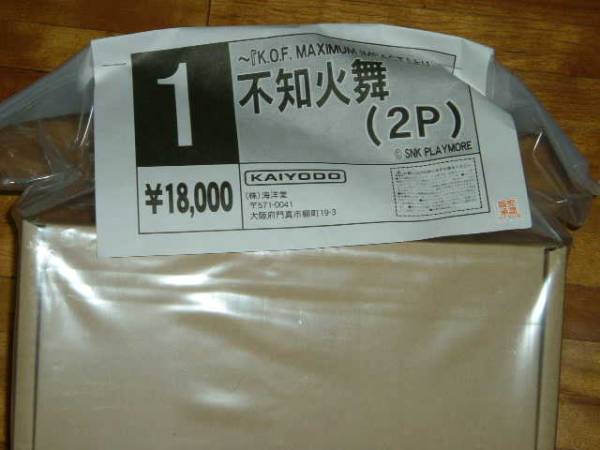 1
~『K.O.F. MAXIMUM IMPACT
不知火舞
(2P)
© SNK PLAYMORE
¥18,000
KAIYODO
(株)海洋堂
〒571-0041
大阪府門真市柳町19-3